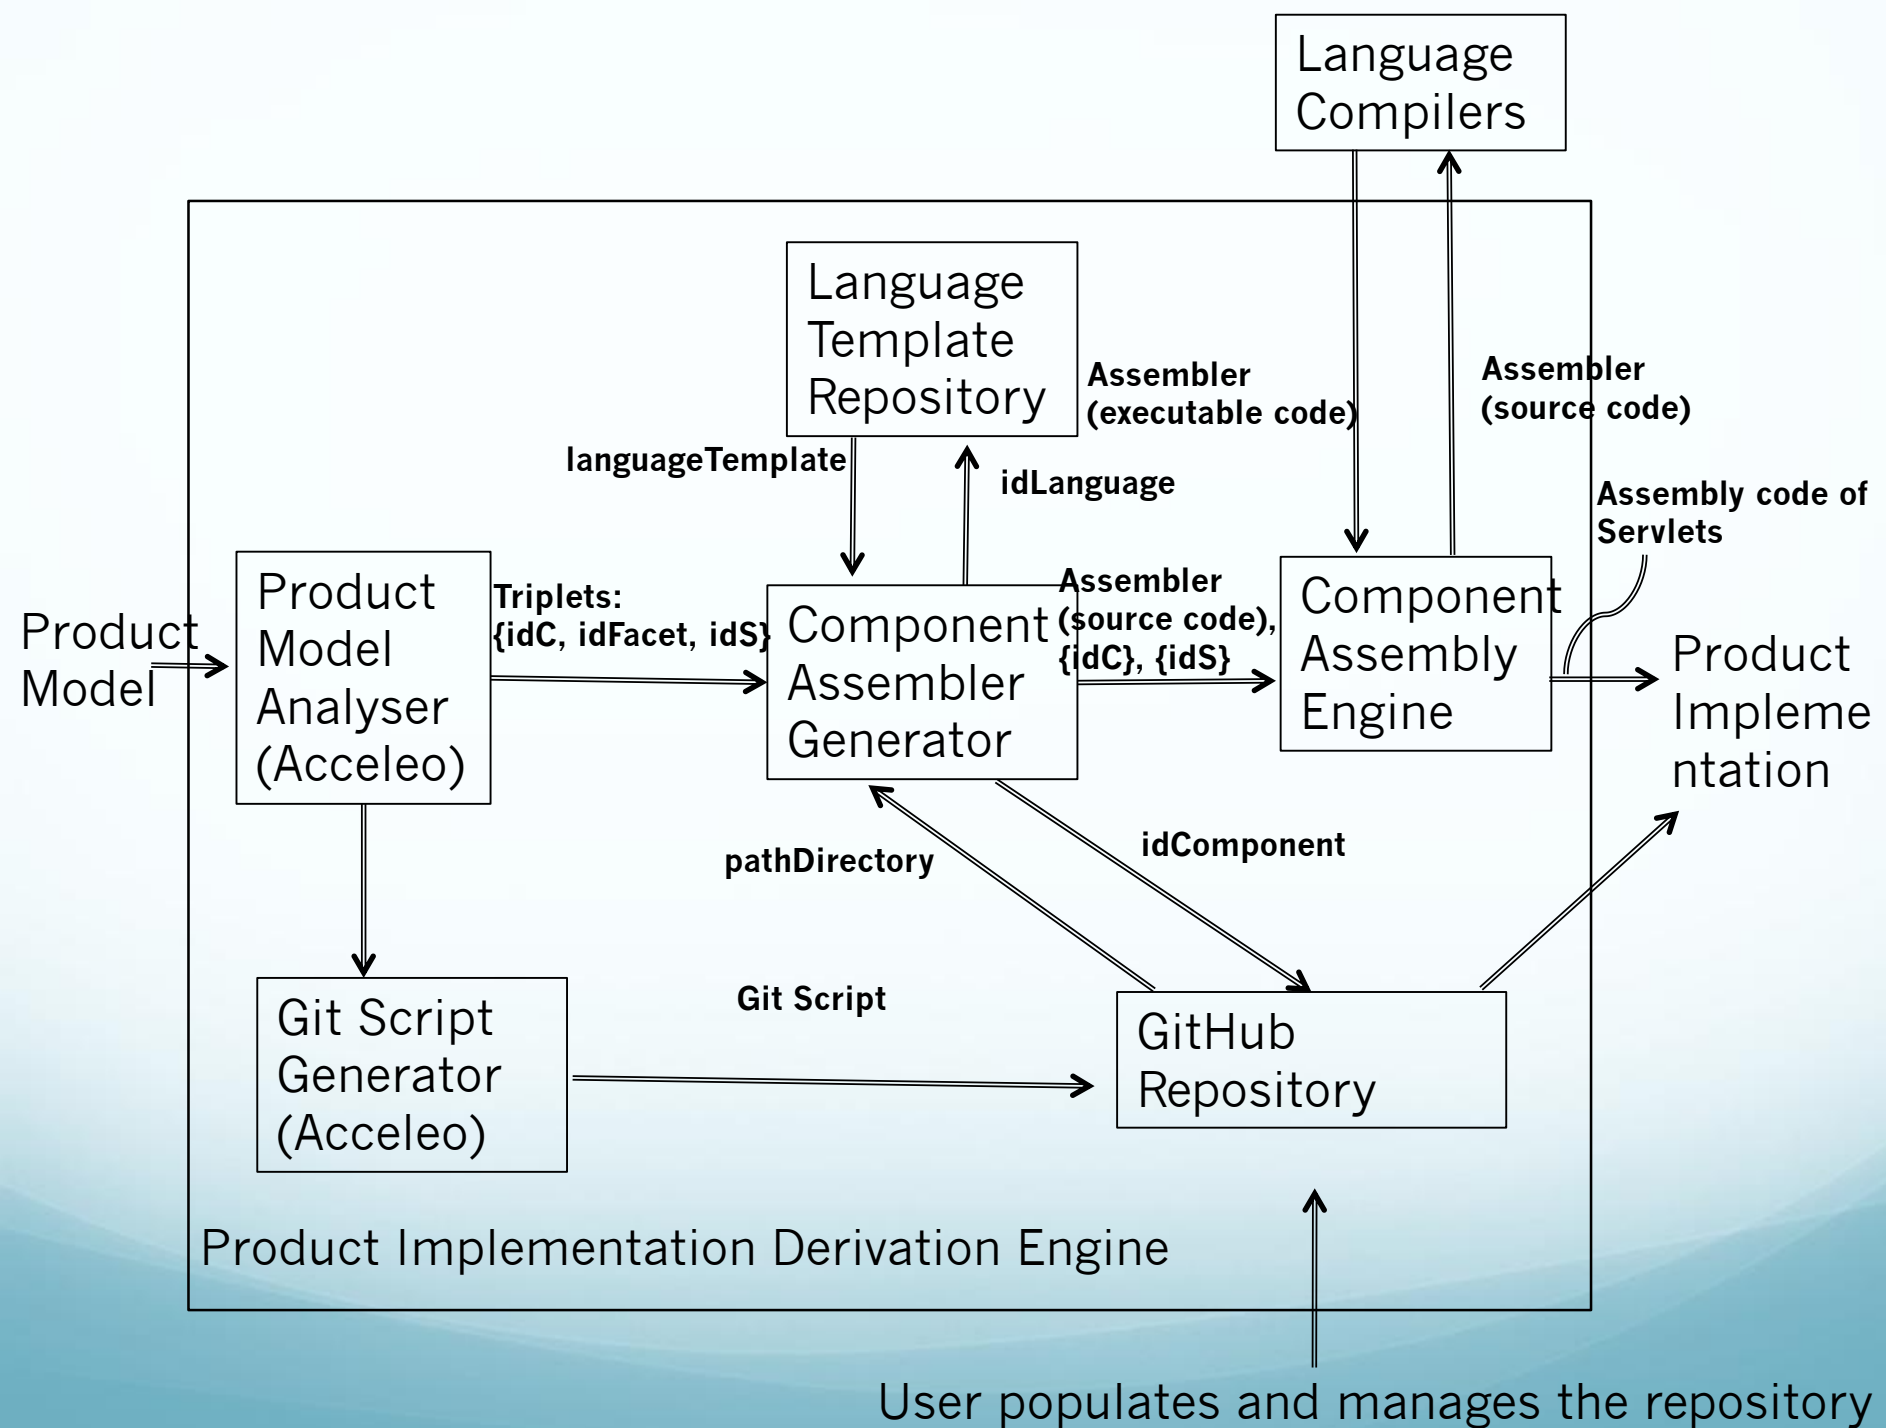 Language
Compilers
Language
Template
Repository
Assembler
(executable code)
Assembler
(source code)
languageTemplate
idLanguage
Assembly code of
Servlets
Product
Model
Product
Model
Analyser
(Acceleo)
Triplets:
{idC, idFacet, idS}
Component
Assembler
Generator
Assembler
(source code),
{idC}, {idS}
Component
Assembly
Engine
Product
Impleme
ntation
pathDirectory
idComponent
Git Script
Generator
(Acceleo)
Git Script
GitHub
Repository
Product Implementation Derivation Engine
User populates and manages the repository